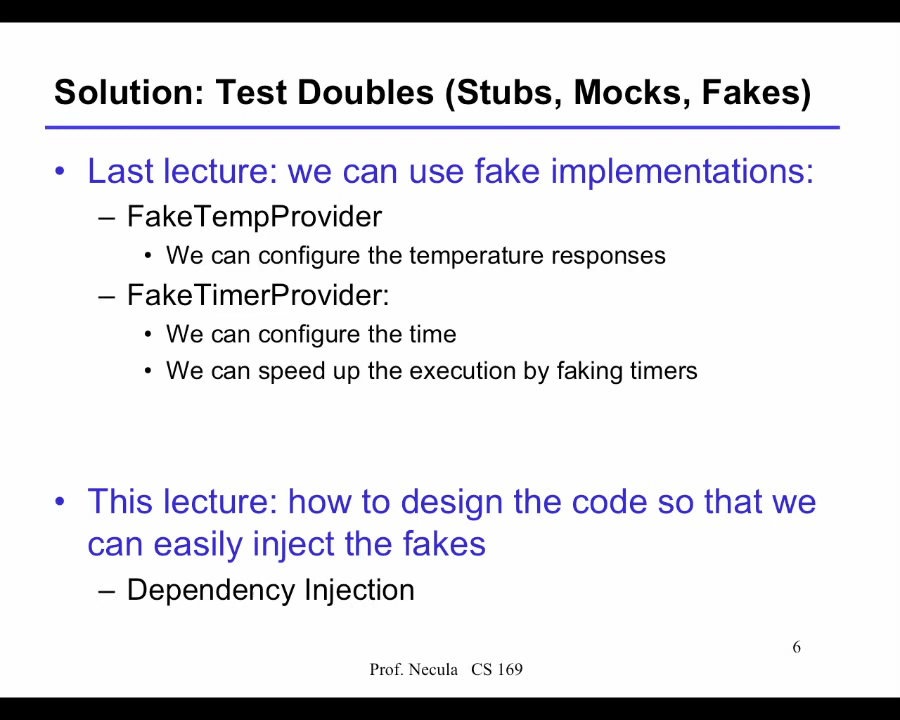 Solution: Test Doubles (Stubs, Mocks, Fakes)
• Last lecture: we can use fake implementations:
– FakeTempProvider
• We can configure the temperature responses
– FakeTimerProvider:
• We can configure the time
• We can speed up the execution by faking timers
• This lecture: how to design the code so that we
can easily inject the fakes
– Dependency Injection
6
Prof. Necula CS 169